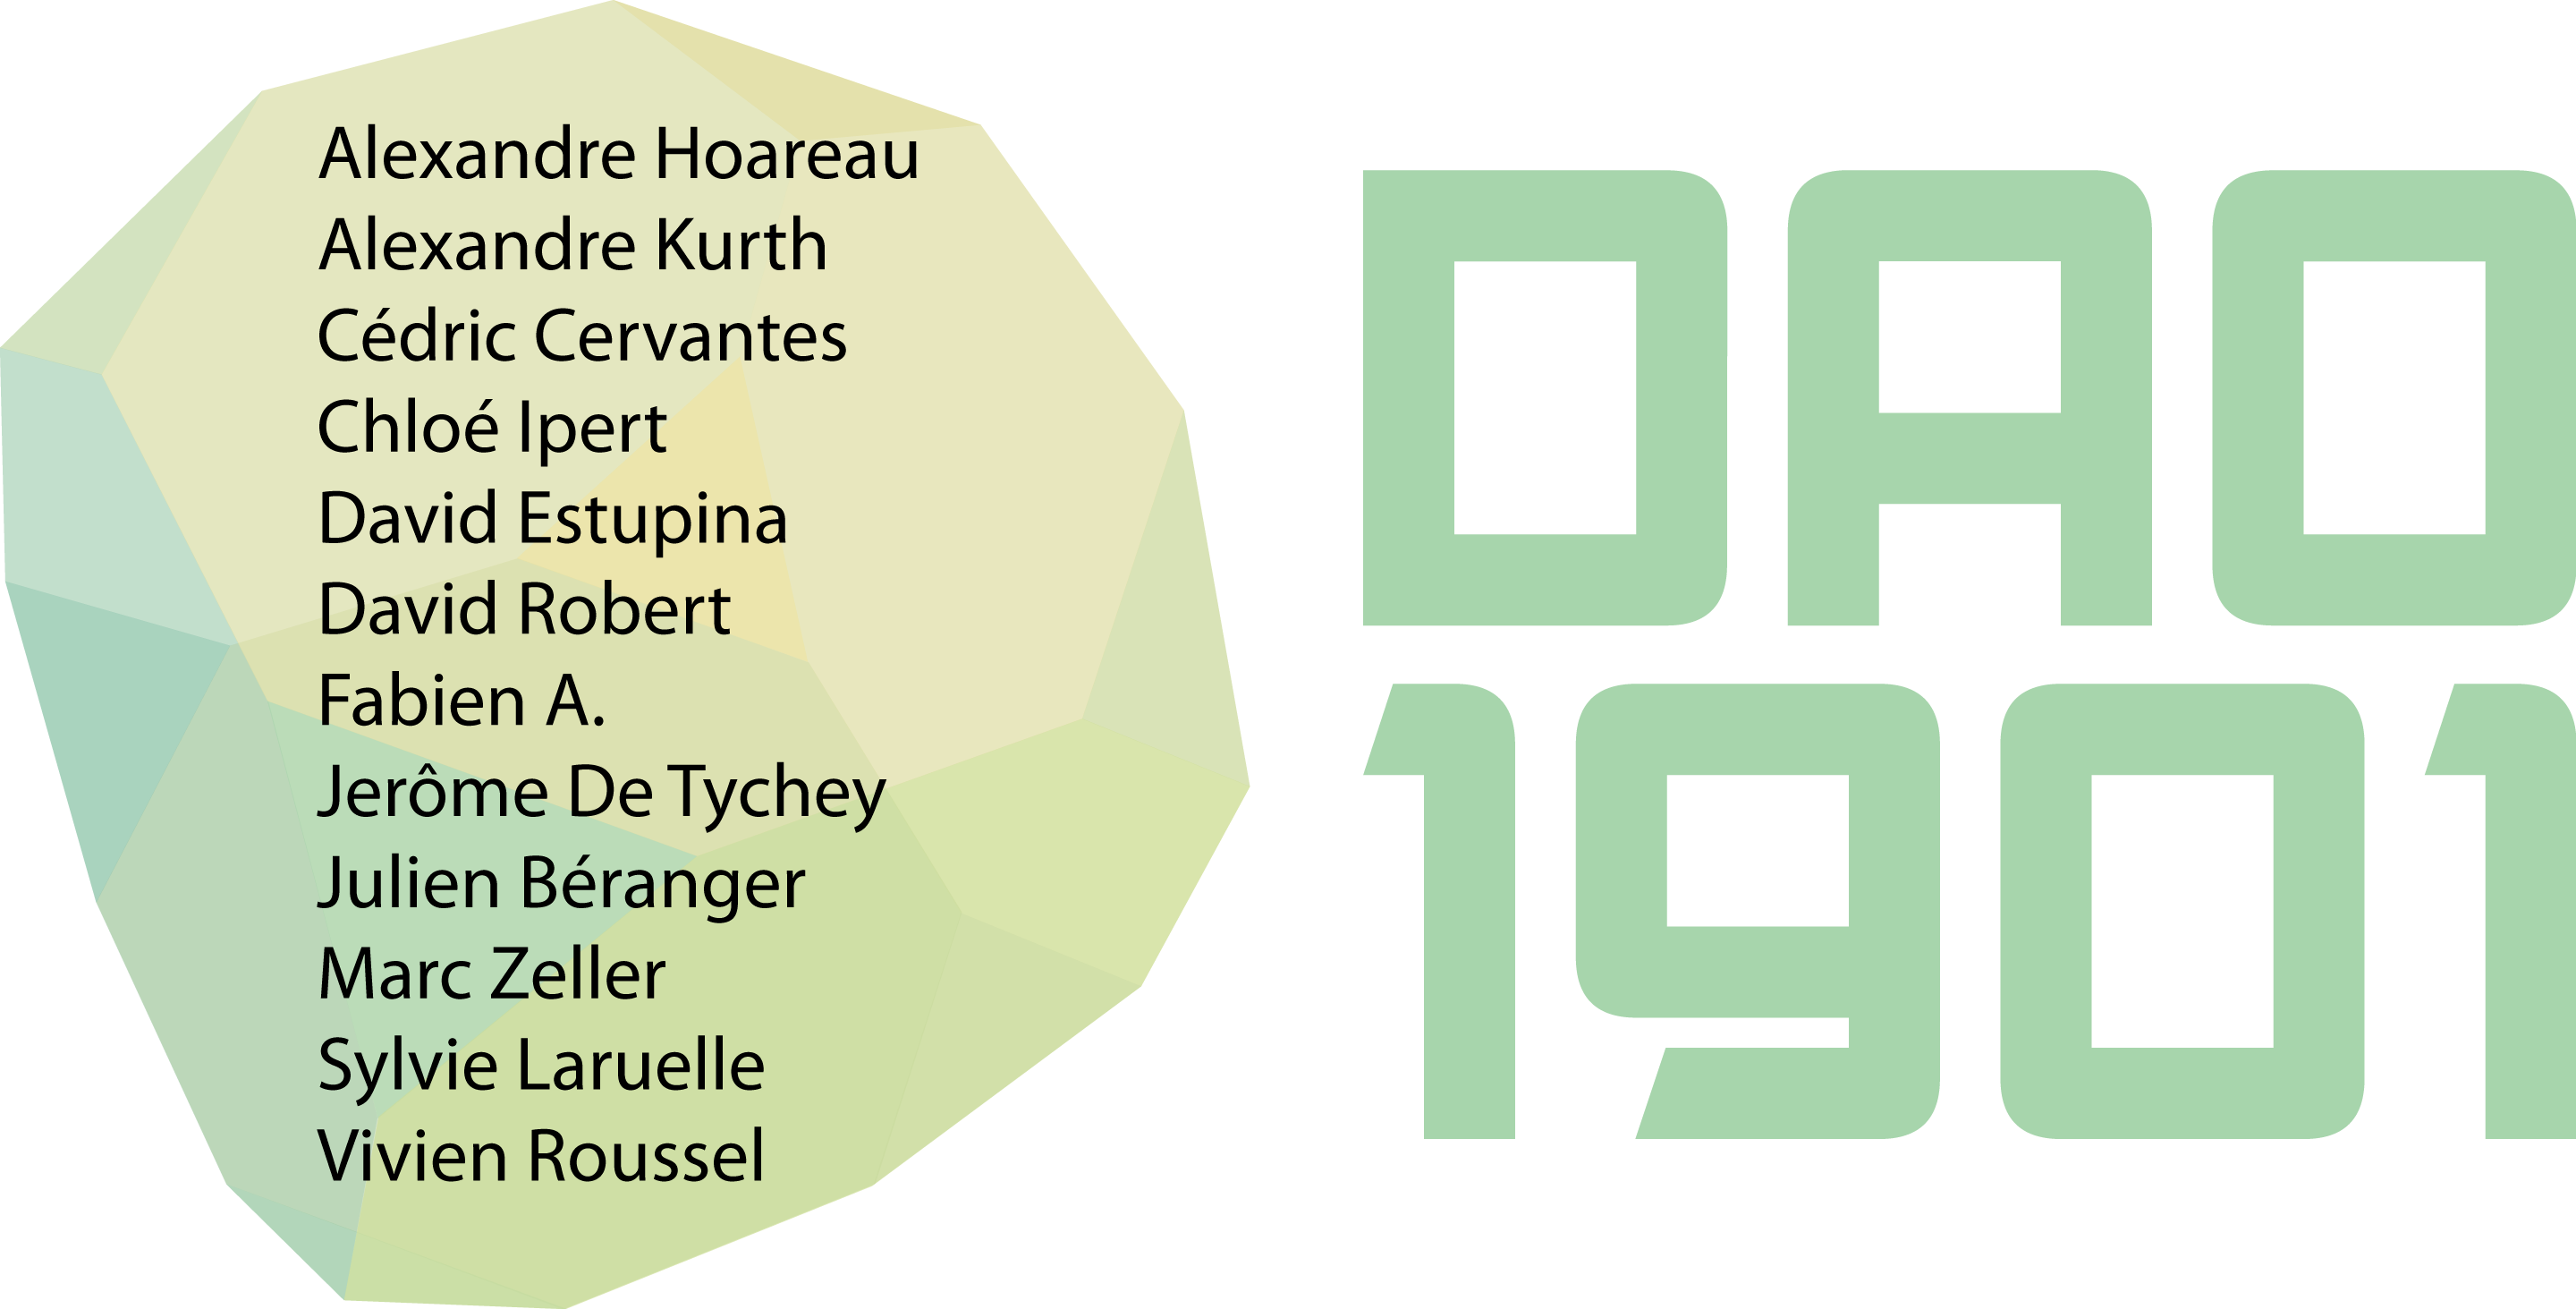 Alexandre Hoareau
Alexandre Kurth
Cédric Cervantes
Chloé Ipert
David Estupina
David Robert
Fabien A.
Jerôme De Tychey
Julien Béranger
Marc Zeller
Sylvie Laruelle
Vivien Roussel
DAO
1901